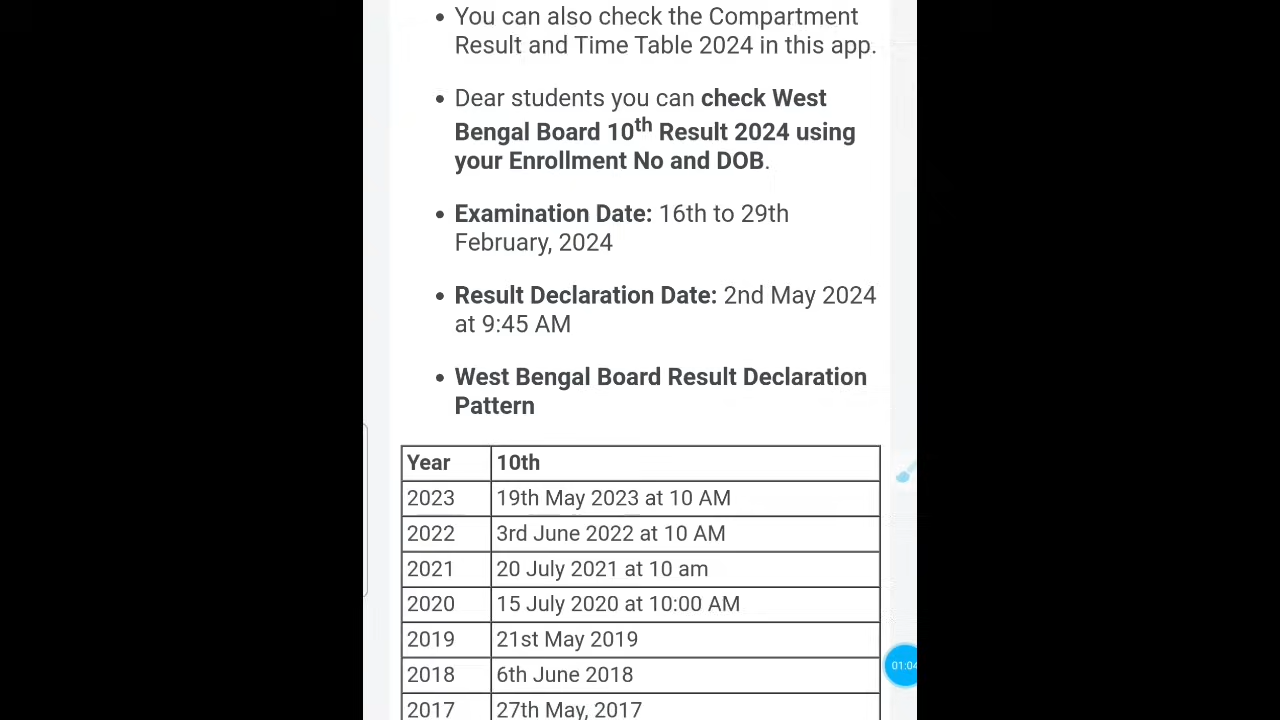 You can also check the Compartment
Result and Time Table 2024 in this app.
Dear students you can check West
Bengal Board 10th Result 2024 using
your Enrollment No and DOB.
Examination Date: 16th to 29th
February, 2024
Result Declaration Date: 2nd May 2024
at 9:45 AM
West Bengal Board Result Declaration
Pattern
Year 10th
2023 19th May 2023 at 10 AM
2022 3rd June 2022 at 10 AM
2021 20 July 2021 at 10 am
2020 15 July 2020 at 10:00 AM
2019 21st May 2019
2018 6th June 2018
2017 27th May, 2017
01:04